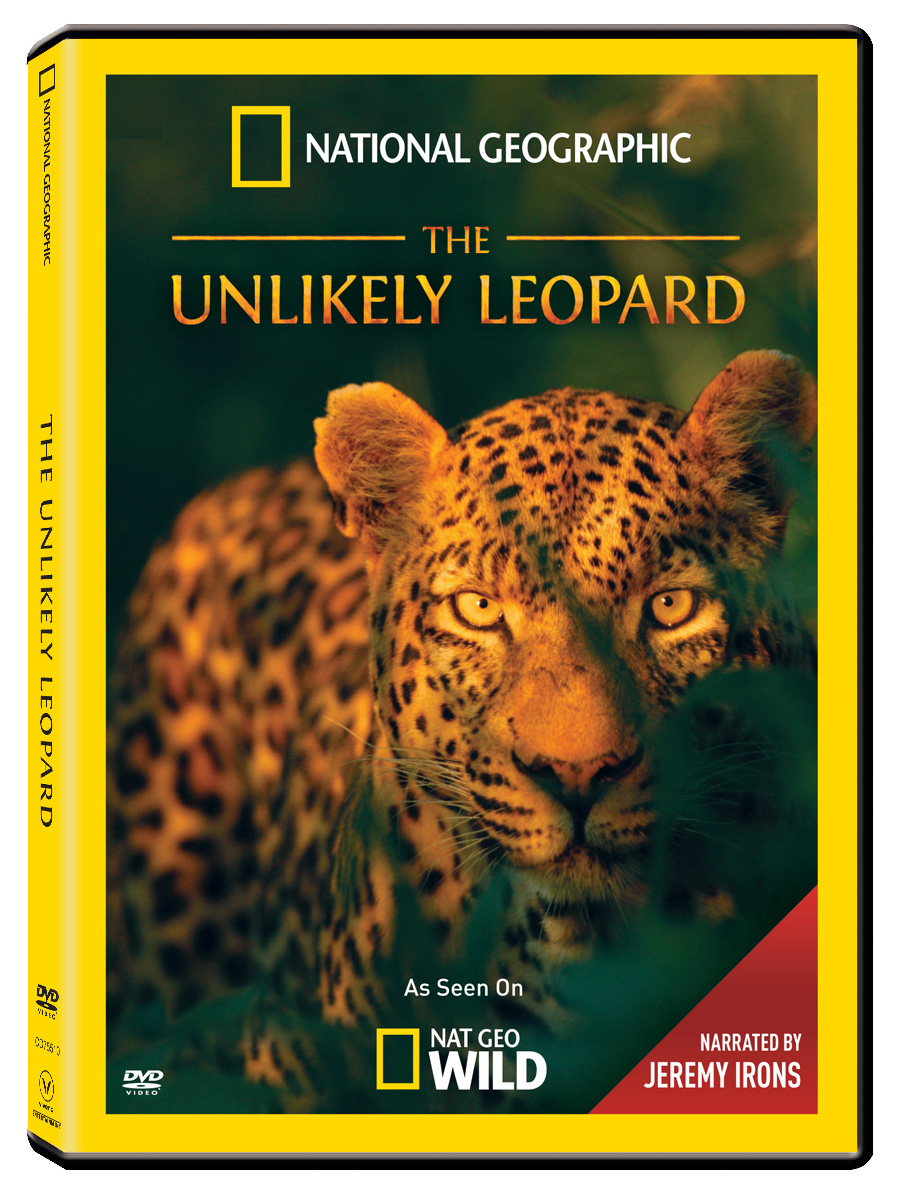 NATIONAL GEOGRAPHIC
THE UNLIKELY LEOPARD
DVD
VIDEO
NATIONAL GEOGRAPHIC
THE
UNLIKELY LEOPARD
As Seen On
NAT GEO
WILD
NARRATED BY
JEREMY IRONS
DVD
VIDEO